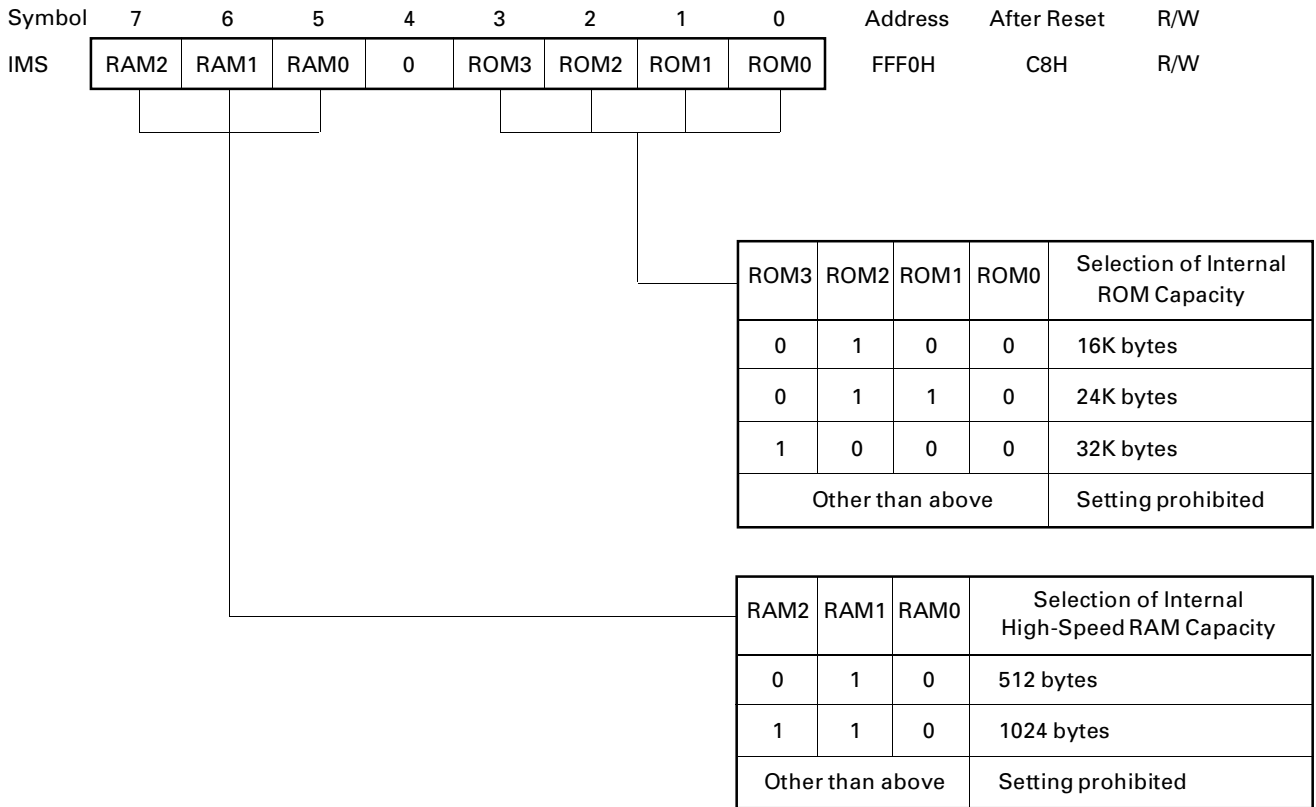 Symbol 7 6 5 4 3 2 1 0 Address After Reset R/W
IMS RAM2 RAM1 RAM0 0 ROM3 ROM2 ROM1 ROM0 FFF0H C8H R/W
ROM3 ROM2 ROM1 ROM0 Selection of Internal
ROM Capacity
0 1 0 0 16K bytes
0 1 1 0 24K bytes
1 0 0 0 32K bytes
Other than above Setting prohibited
RAM2 RAM1 RAM0 Selection of Internal
High-Speed RAM Capacity
0 1 0 512 bytes
1 1 0 1024 bytes
Other than above Setting prohibited